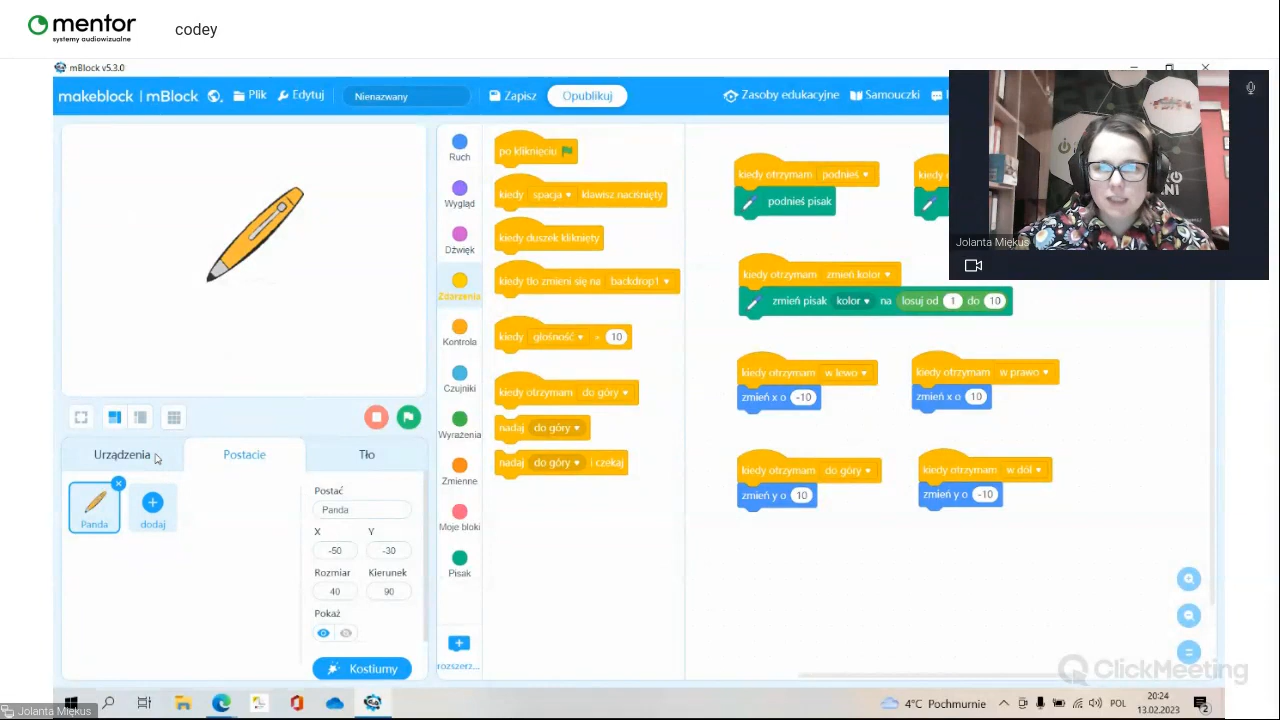 mentor
systemy audiowizualne
codey
mBlock v5.3.0
makeblock | mBlock
Plik
Edytuj
Nienazwany
Zapisz
Opublikuj
Zasoby edukacyjne
Samouczki
Jolanta Miękus
Ruch
Wygląd
Dźwięk
Zdarzenia
Kontrola
Czujniki
Wyrażenia
Zmienne
Moje bloki
Pisak
rozszerz...
po kliknięciu
kiedy spacja klawisz naciśnięty
kiedy duszek kliknięty
kiedy tło zmieni się na backdrop1
kiedy głośność 10
kiedy otrzymam do góry
nadaj do góry
nadaj do góry i czekaj
kiedy otrzymam podnieś
podnieś pisak
kiedy
kiedy otrzymam zmień kolor
zmień pisak kolor na losuj od 1 do 10
kiedy otrzymam w lewo
zmień x o -10
kiedy otrzymam w prawo
zmień x o 10
kiedy otrzymam do góry
zmień y o 10
kiedy otrzymam w dół
zmień y o -10
Urządzenia
Postacie
Tło
Panda
dodaj
Postać
Panda
X
Y
-50
-30
Rozmiar
Kierunek
40
90
Pokaż
Kostiumy
ClickMeeting
4°C Pochmurnie
POL
20:24
13.02.2023
2
Jolanta Miękus